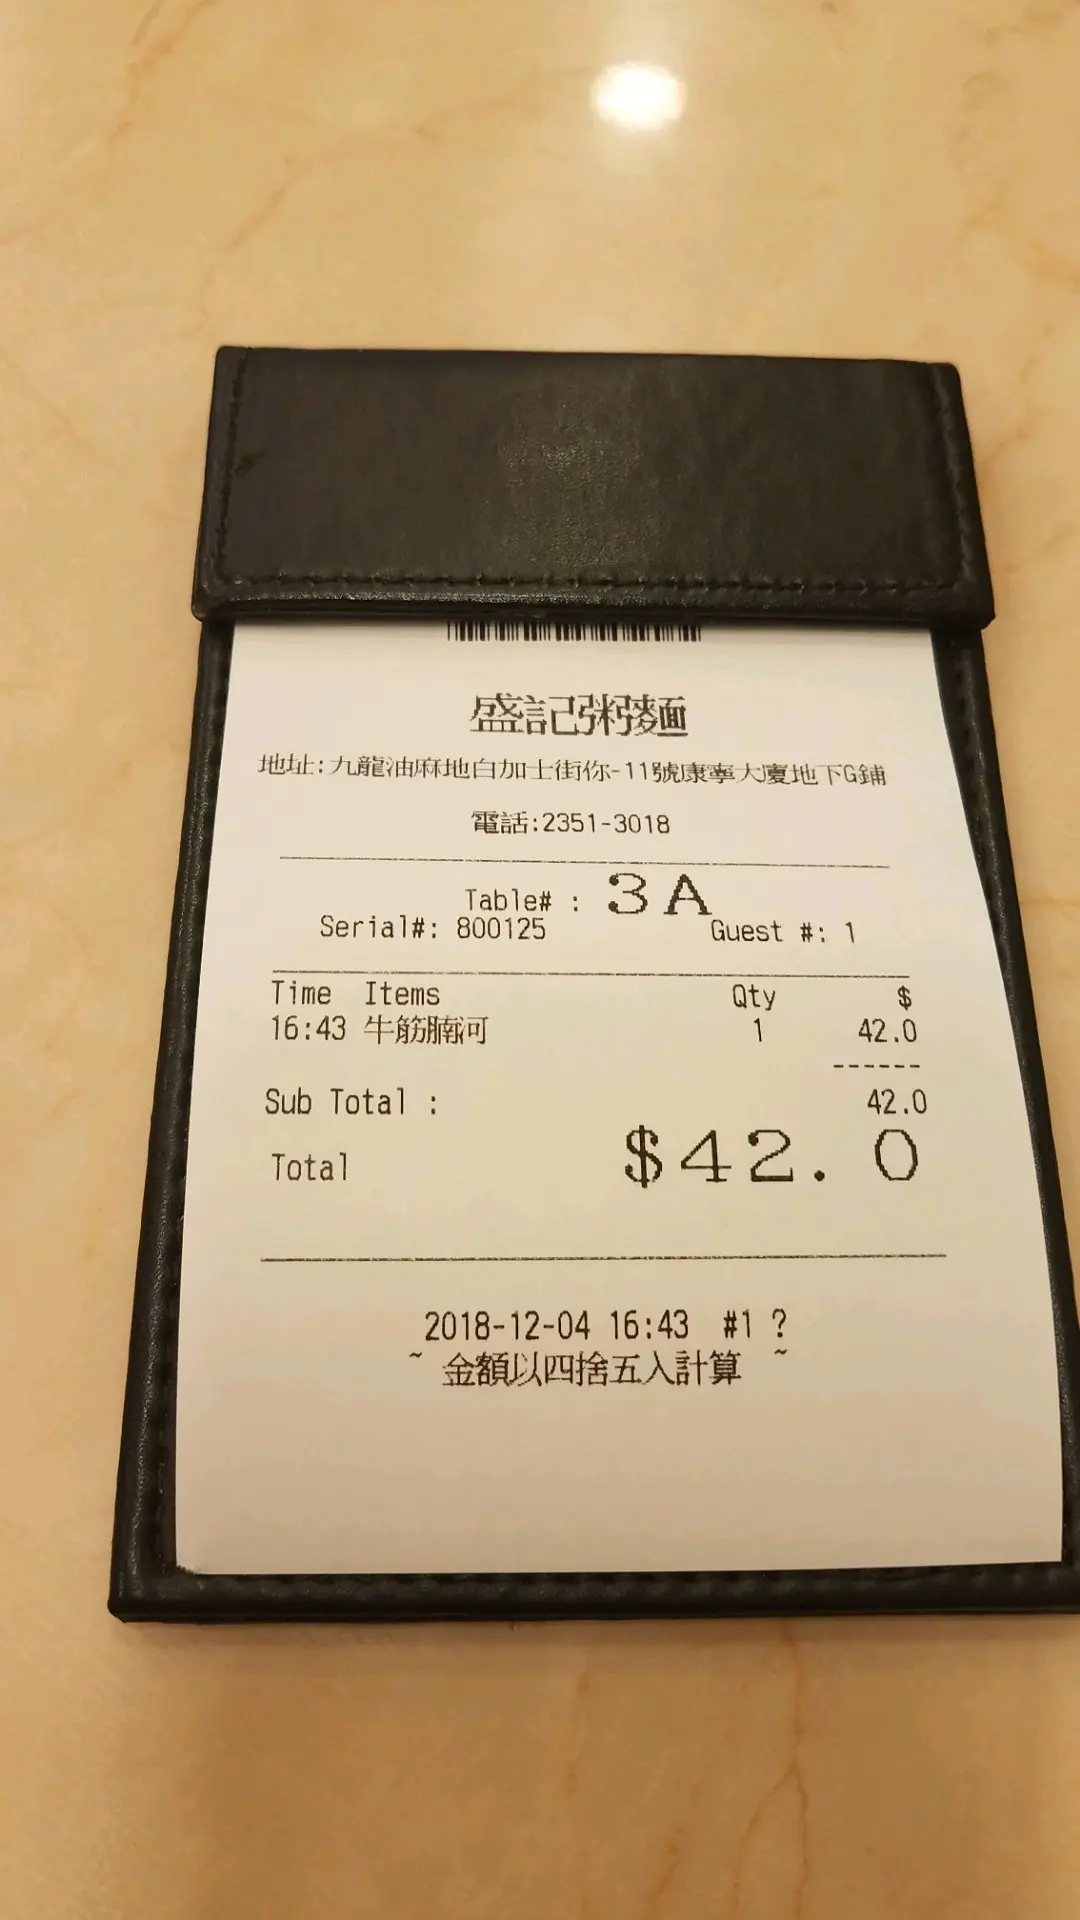 盛記粥麵
地址:九龍油麻地白加士街你-11號康寧大廈地下G鋪
電話:2351-3018
Table# : 3A
Serial#: 800125 Guest #: 1
Time Items Qty $
16:43 牛筋腩河 1 42.0
------
Sub Total : 42.0
Total $42.0
2018-12-04 16:43 #1 ?
~ 金額以四捨五入計算 ~